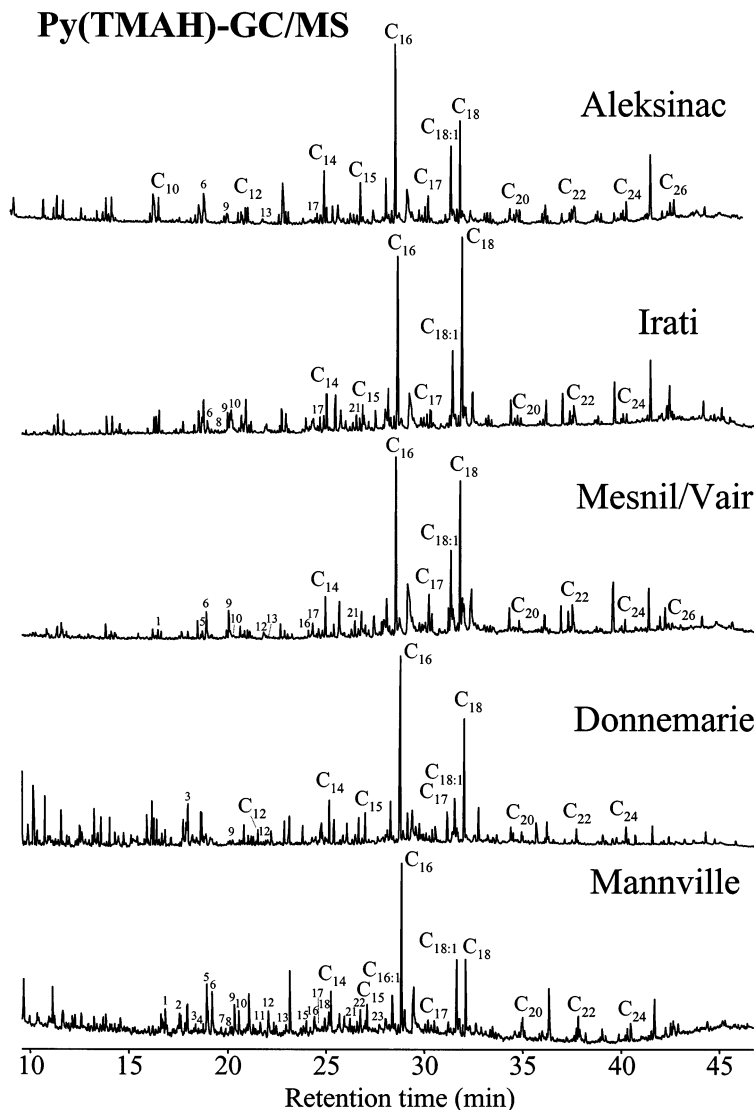 Py(TMAH)-GC/MS
Aleksinac
C10 6 9 C12 13 17 C14 C15 C16 C17 C18:1 C18 C20 C22 C24 C26
Irati
6 8 9 10 17 C14 21 C15 C16 C17 C18:1 C18 C20 C22 C24
Mesnil/Vair
1 5 6 9 10 12 13 16 17 C14 21 C16 C18:1 C17 C18 C20 C22 C24 C26
Donnemarie
3 9 C12 12 C14 C15 C16 C17 C18:1 C18 C20 C22 C24
Mannville
1 2 3 4 5 6 7 8 9 10 11 12 13 15 16 17 18 C14 21 22 C15 23 C16:1 C16 C17 C18:1 C18 C20 C22 C24
10 15 20 25 30 35 40 45
Retention time (min)